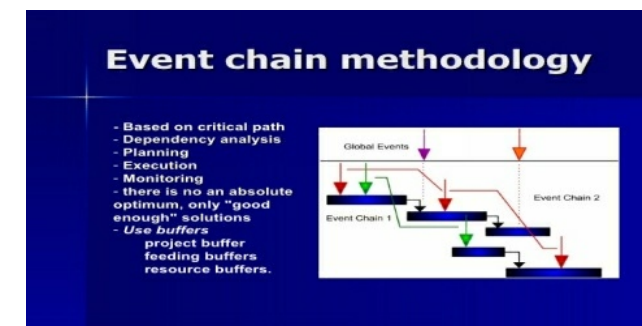 Event chain methodology
- Based on critical path
- Dependency analysis
- Planning
- Execution
- Monitoring
- there is no an absolute
optimum, only "good
enough" solutions
- Use buffers
project buffer
feeding buffers
resource buffers.
Global Events
Event Chain 2
Event Chain 1